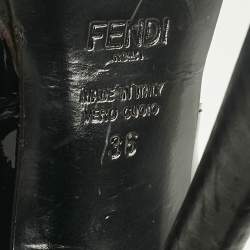 FENDI
MADE IN ITALY
VERO CUOIO
36